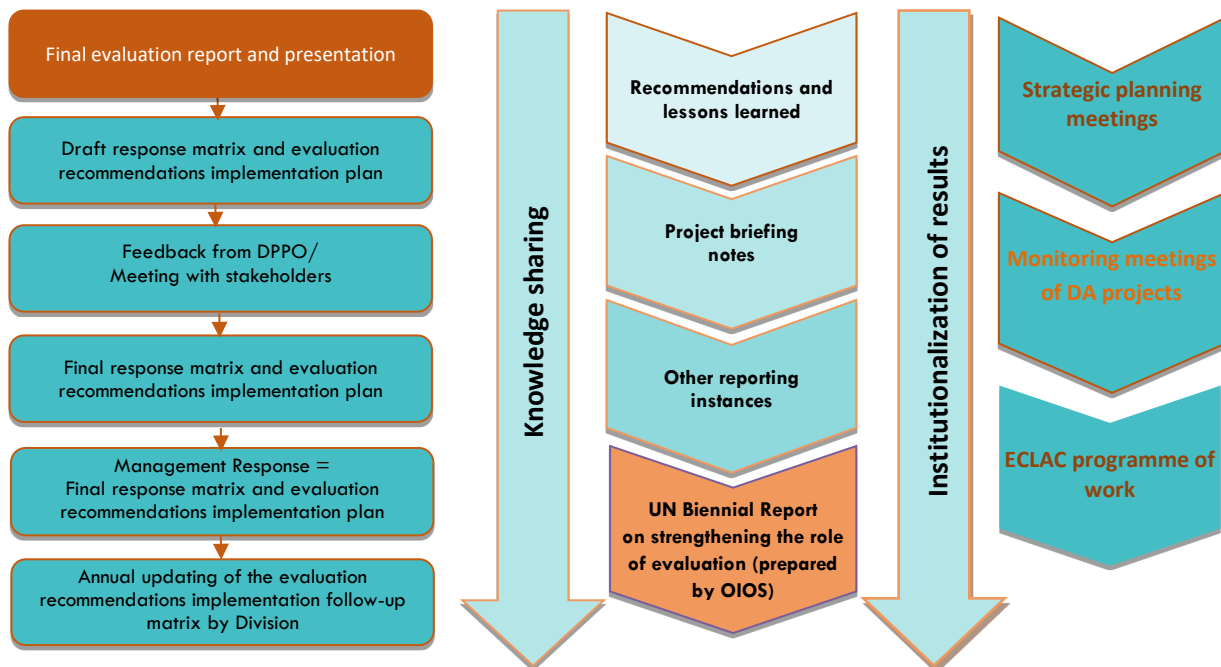 Final evaluation report and presentation
Draft response matrix and evaluation
recommendations implementation plan
Feedback from DPPO/
Meeting with stakeholders
Final response matrix and evaluation
recommendations implementation plan
Management Response =
Final response matrix and evaluation
recommendations implementation plan
Annual updating of the evaluation
recommendations implementation follow-up
matrix by Division
Knowledge sharing
Recommendations and
lessons learned
Project briefing
notes
Other reporting
instances
UN Biennial Report
on strengthening the role
of evaluation (prepared
by OIOS)
Institutionalization of results
Strategic planning
meetings
Monitoring meetings
of DA projects
ECLAC programme of
work